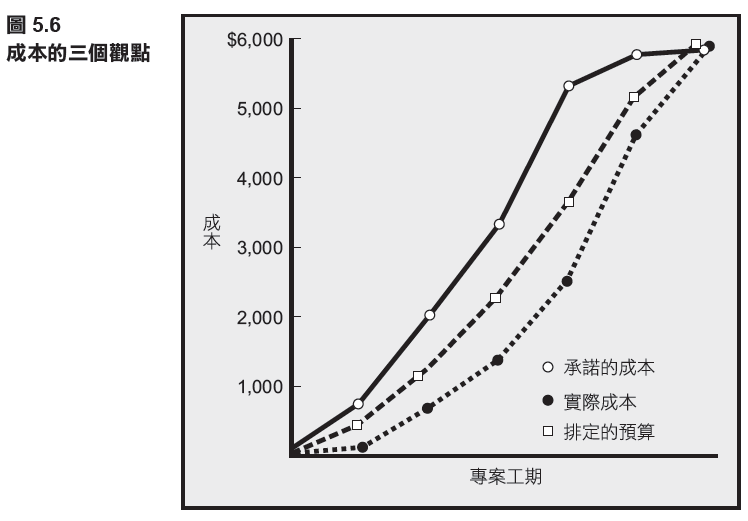 圖 5.6
成本的三個觀點
$6,000
5,000
4,000
3,000
2,000
1,000
成本
承諾的成本
實際成本
排定的預算
專案工期